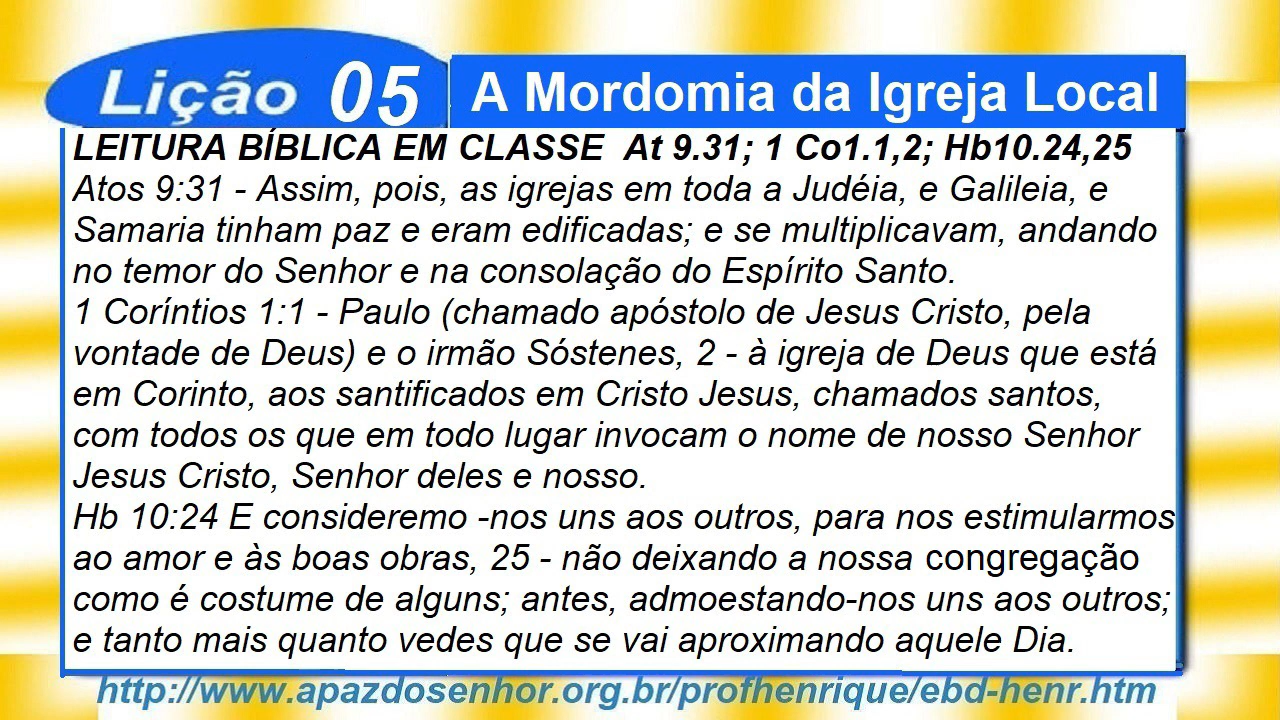 Lição 05 A Mordomia da Igreja Local
LEITURA BÍBLICA EM CLASSE At 9.31; 1 Co1.1,2; Hb10.24,25
Atos 9:31 - Assim, pois, as igrejas em toda a Judéia, e Galileia, e
Samaria tinham paz e eram edificadas; e se multiplicavam, andando
no temor do Senhor e na consolação do Espírito Santo.
1 Coríntios 1:1 - Paulo (chamado apóstolo de Jesus Cristo, pela
vontade de Deus) e o irmão Sóstenes, 2 - à igreja de Deus que está
em Corinto, aos santificados em Cristo Jesus, chamados santos,
com todos os que em todo lugar invocam o nome de nosso Senhor
Jesus Cristo, Senhor deles e nosso.
Hb 10:24 E consideremo -nos uns aos outros, para nos estimularmos
ao amor e às boas obras, 25 - não deixando a nossa congregação
como é costume de alguns; antes, admoestando-nos uns aos outros;
e tanto mais quanto vedes que se vai aproximando aquele Dia.
http://www.apazdosenhor.org.br/profhenrique/ebd-henr.htm